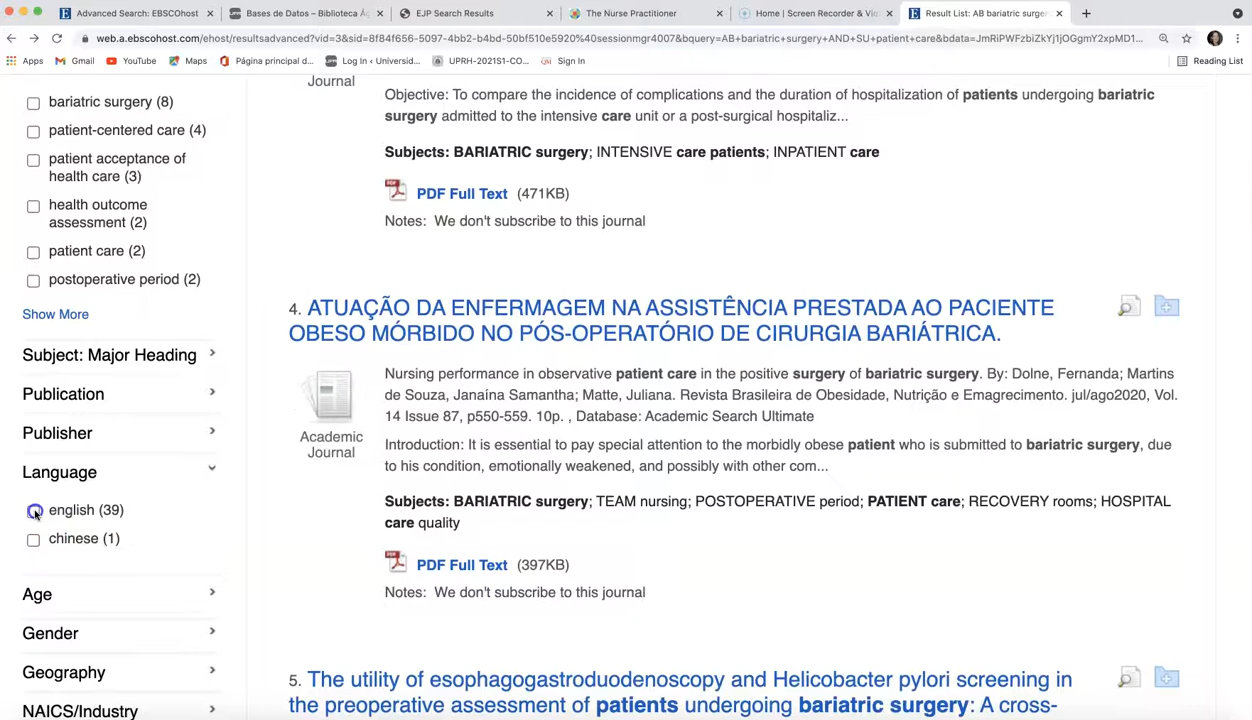 Advanced Search: EBSCOhost
Bases de Datos – Biblioteca Ág
EJP Search Results
The Nurse Practitioner
Home | Screen Recorder & Vid
Result List: AB bariatric surger
web.a.ebscohost.com/ehost/resultsadvanced?vid=3&sid=8f84f656-5097-4bb2-b4bd-50bf510e5920%40sessionmgr4007&bquery=AB+bariatric+surgery+AND+SU+patient+care&bdata=JmRiPWFzbiZkYj1jOGgmY2xpMD1...
Apps
Gmail
YouTube
Maps
Página principal d...
Log In ‹ Universid...
UPRH-2021S1-CO...
Sign In
Reading List
bariatric surgery (8)
patient-centered care (4)
patient acceptance of
health care (3)
health outcome
assessment (2)
patient care (2)
postoperative period (2)
Show More
Subject: Major Heading
Publication
Publisher
Language
english (39)
chinese (1)
Age
Gender
Geography
NAICS/Industry
Journal
Objective: To compare the incidence of complications and the duration of hospitalization of patients undergoing bariatric
surgery admitted to the intensive care unit or a post-surgical hospitaliz...
Subjects: BARIATRIC surgery; INTENSIVE care patients; INPATIENT care
PDF Full Text (471KB)
Notes: We don't subscribe to this journal
4. ATUAÇÃO DA ENFERMAGEM NA ASSISTÊNCIA PRESTADA AO PACIENTE
OBESO MÓRBIDO NO PÓS-OPERATÓRIO DE CIRURGIA BARIÁTRICA.
Academic
Journal
Nursing performance in observative patient care in the positive surgery of bariatric surgery. By: Dolne, Fernanda; Martins
de Souza, Janaína Samantha; Matte, Juliana. Revista Brasileira de Obesidade, Nutrição e Emagrecimento. jul/ago2020, Vol.
14 Issue 87, p550-559. 10p. , Database: Academic Search Ultimate
Introduction: It is essential to pay special attention to the morbidly obese patient who is submitted to bariatric surgery, due
to his condition, emotionally weakened, and possibly with other com...
Subjects: BARIATRIC surgery; TEAM nursing; POSTOPERATIVE period; PATIENT care; RECOVERY rooms; HOSPITAL
care quality
PDF Full Text (397KB)
Notes: We don't subscribe to this journal
5. The utility of esophagogastroduodenoscopy and Helicobacter pylori screening in
the preoperative assessment of patients undergoing bariatric surgery: A cross-